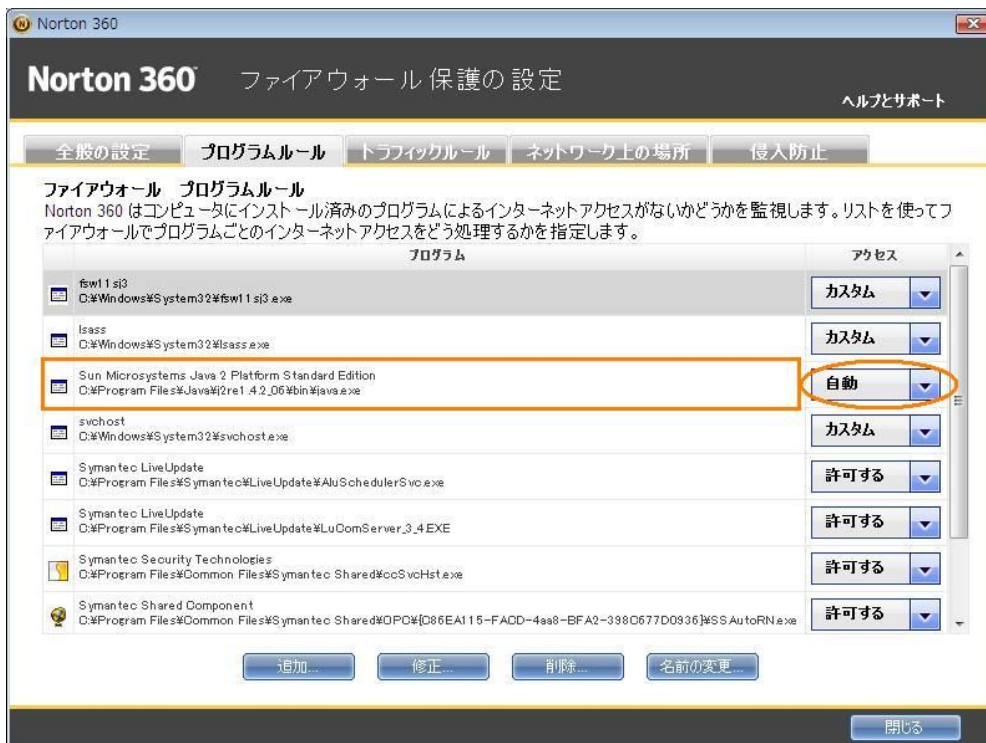 Norton 360
Norton 360 ファイアウォール保護の設定
ヘルプとサポート
全般の設定 プログラムルール トラフィックルール ネットワーク上の場所 侵入防止
ファイアウォール プログラムルール
Norton 360 はコンピュータにインストール済みのプログラムによるインターネットアクセスがないかどうかを監視します。リストを使ってフ
ァイアウォールでプログラムごとのインターネットアクセスをどう処理するかを指定します。
プログラム アクセス
fsw11sj3
C:¥Windows¥System32¥fsw11sj3.exe
カスタム
lsass
C:¥Windows¥System32¥lsass.exe
カスタム
Sun Microsystems Java 2 Platform Standard Edition
C:¥Program Files¥Java¥j2re1.4.2_06¥bin¥java.exe
自動
svchost
C:¥Windows¥System32¥svchost.exe
カスタム
Symantec LiveUpdate
C:¥Program Files¥Symantec¥LiveUpdate¥AluSchedulerSvc.exe
許可する
Symantec LiveUpdate
C:¥Program Files¥Symantec¥LiveUpdate¥LuComServer_3_4.EXE
許可する
Symantec Security Technologies
C:¥Program Files¥Common Files¥Symantec Shared¥ccSvcHst.exe
許可する
Symantec Shared Component
C:¥Program Files¥Common Files¥Symantec Shared¥OPC¥{C86EA115-FACD-4aa8-BFA2-398C677D0936}¥SSAutoRN.exe
許可する
追加... 修正... 削除... 名前の変更...
閉じる